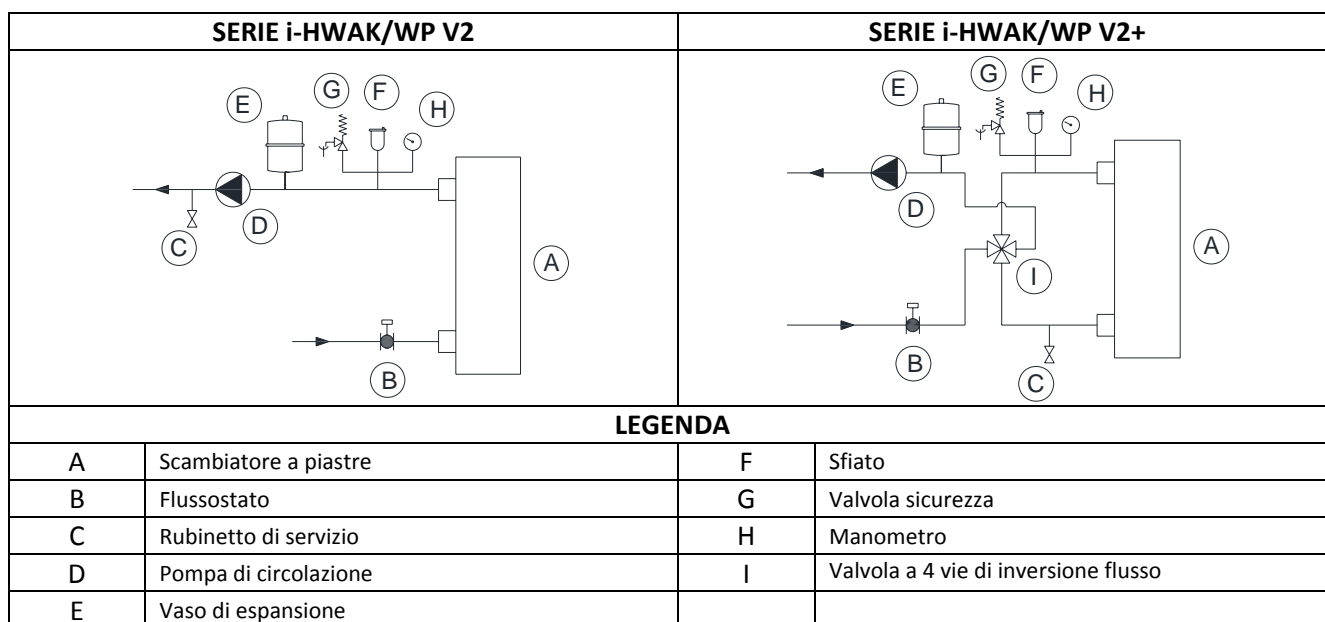 SERIE i-HWAK/WP V2
SERIE i-HWAK/WP V2+
E
G
F
H
D
C
A
B
E
G
F
H
D
A
I
B
C
LEGENDA
A Scambiatore a piastre F Sfiato
B Flussostato G Valvola sicurezza
C Rubinetto di servizio H Manometro
D Pompa di circolazione I Valvola a 4 vie di inversione flusso
E Vaso di espansione